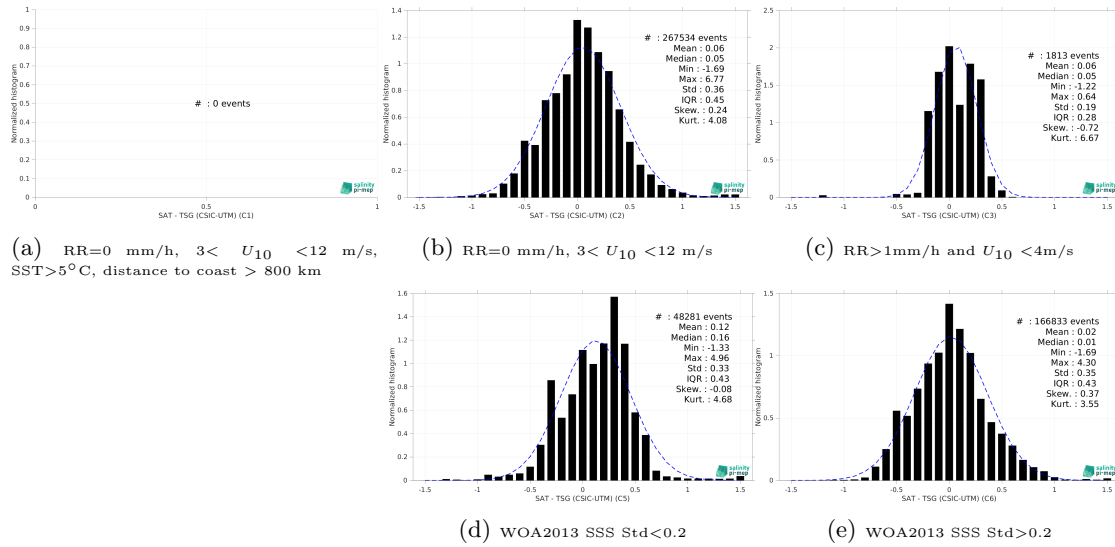 1
0.9
0.8
0.7
0.6
0.5
0.4
0.3
0.2
0.1
0
Normalized histogram
# : 0 events
salinity
pi-mep
0 0.5 1
SAT - TSG (CSIC-UTM) (C1)
(a) RR=0 mm/h, 3< U10 <12 m/s,
SST>5°C, distance to coast > 800 km
1.4
1.2
1
0.8
0.6
0.4
0.2
0
Normalized histogram
# : 267534 events
Mean : 0.06
Median : 0.05
Min : -1.69
Max : 6.77
Std : 0.36
IQR : 0.45
Skew. : 0.24
Kurt. : 4.08
salinity
pi-mep
-1.5 -1 -0.5 0 0.5 1 1.5
SAT - TSG (CSIC-UTM) (C2)
(b) RR=0 mm/h, 3< U10 <12 m/s
2.5
2
1.5
1
0.5
0
Normalized histogram
# : 1813 events
Mean : 0.06
Median : 0.05
Min : -1.22
Max : 0.64
Std : 0.19
IQR : 0.28
Skew. : -0.72
Kurt. : 6.67
salinity
pi-mep
-1.5 -1 -0.5 0 0.5 1 1.5
SAT - TSG (CSIC-UTM) (C3)
(c) RR>1mm/h and U10 <4m/s
1.6
1.4
1.2
1
0.8
0.6
0.4
0.2
0
Normalized histogram
# : 48281 events
Mean : 0.12
Median : 0.16
Min : -1.33
Max : 4.96
Std : 0.33
IQR : 0.43
Skew. : -0.08
Kurt. : 4.68
salinity
pi-mep
-1.5 -1 -0.5 0 0.5 1 1.5
SAT - TSG (CSIC-UTM) (C5)
(d) WOA2013 SSS Std<0.2
1.5
1
0.5
0
Normalized histogram
# : 166833 events
Mean : 0.02
Median : 0.01
Min : -1.69
Max : 4.30
Std : 0.35
IQR : 0.43
Skew. : 0.37
Kurt. : 3.55
salinity
pi-mep
-1.5 -1 -0.5 0 0.5 1 1.5
SAT - TSG (CSIC-UTM) (C6)
(e) WOA2013 SSS Std>0.2